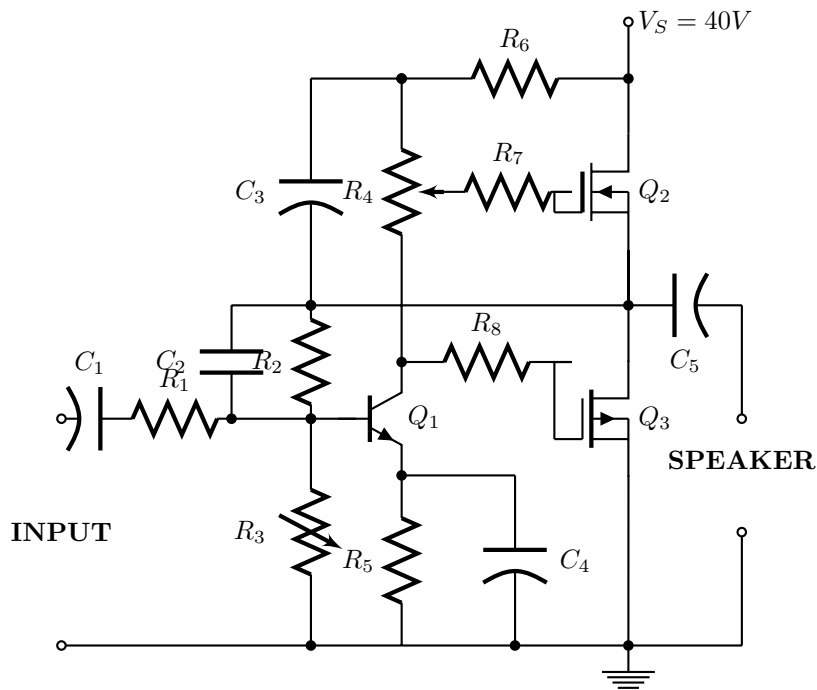 V_S = 40V
R_6
R_7
C_3
R_4
Q_2
R_8
C_1
C_2
R_2
R_1
C_5
Q_1
Q_3
SPEAKER
INPUT
R_3
R_5
C_4